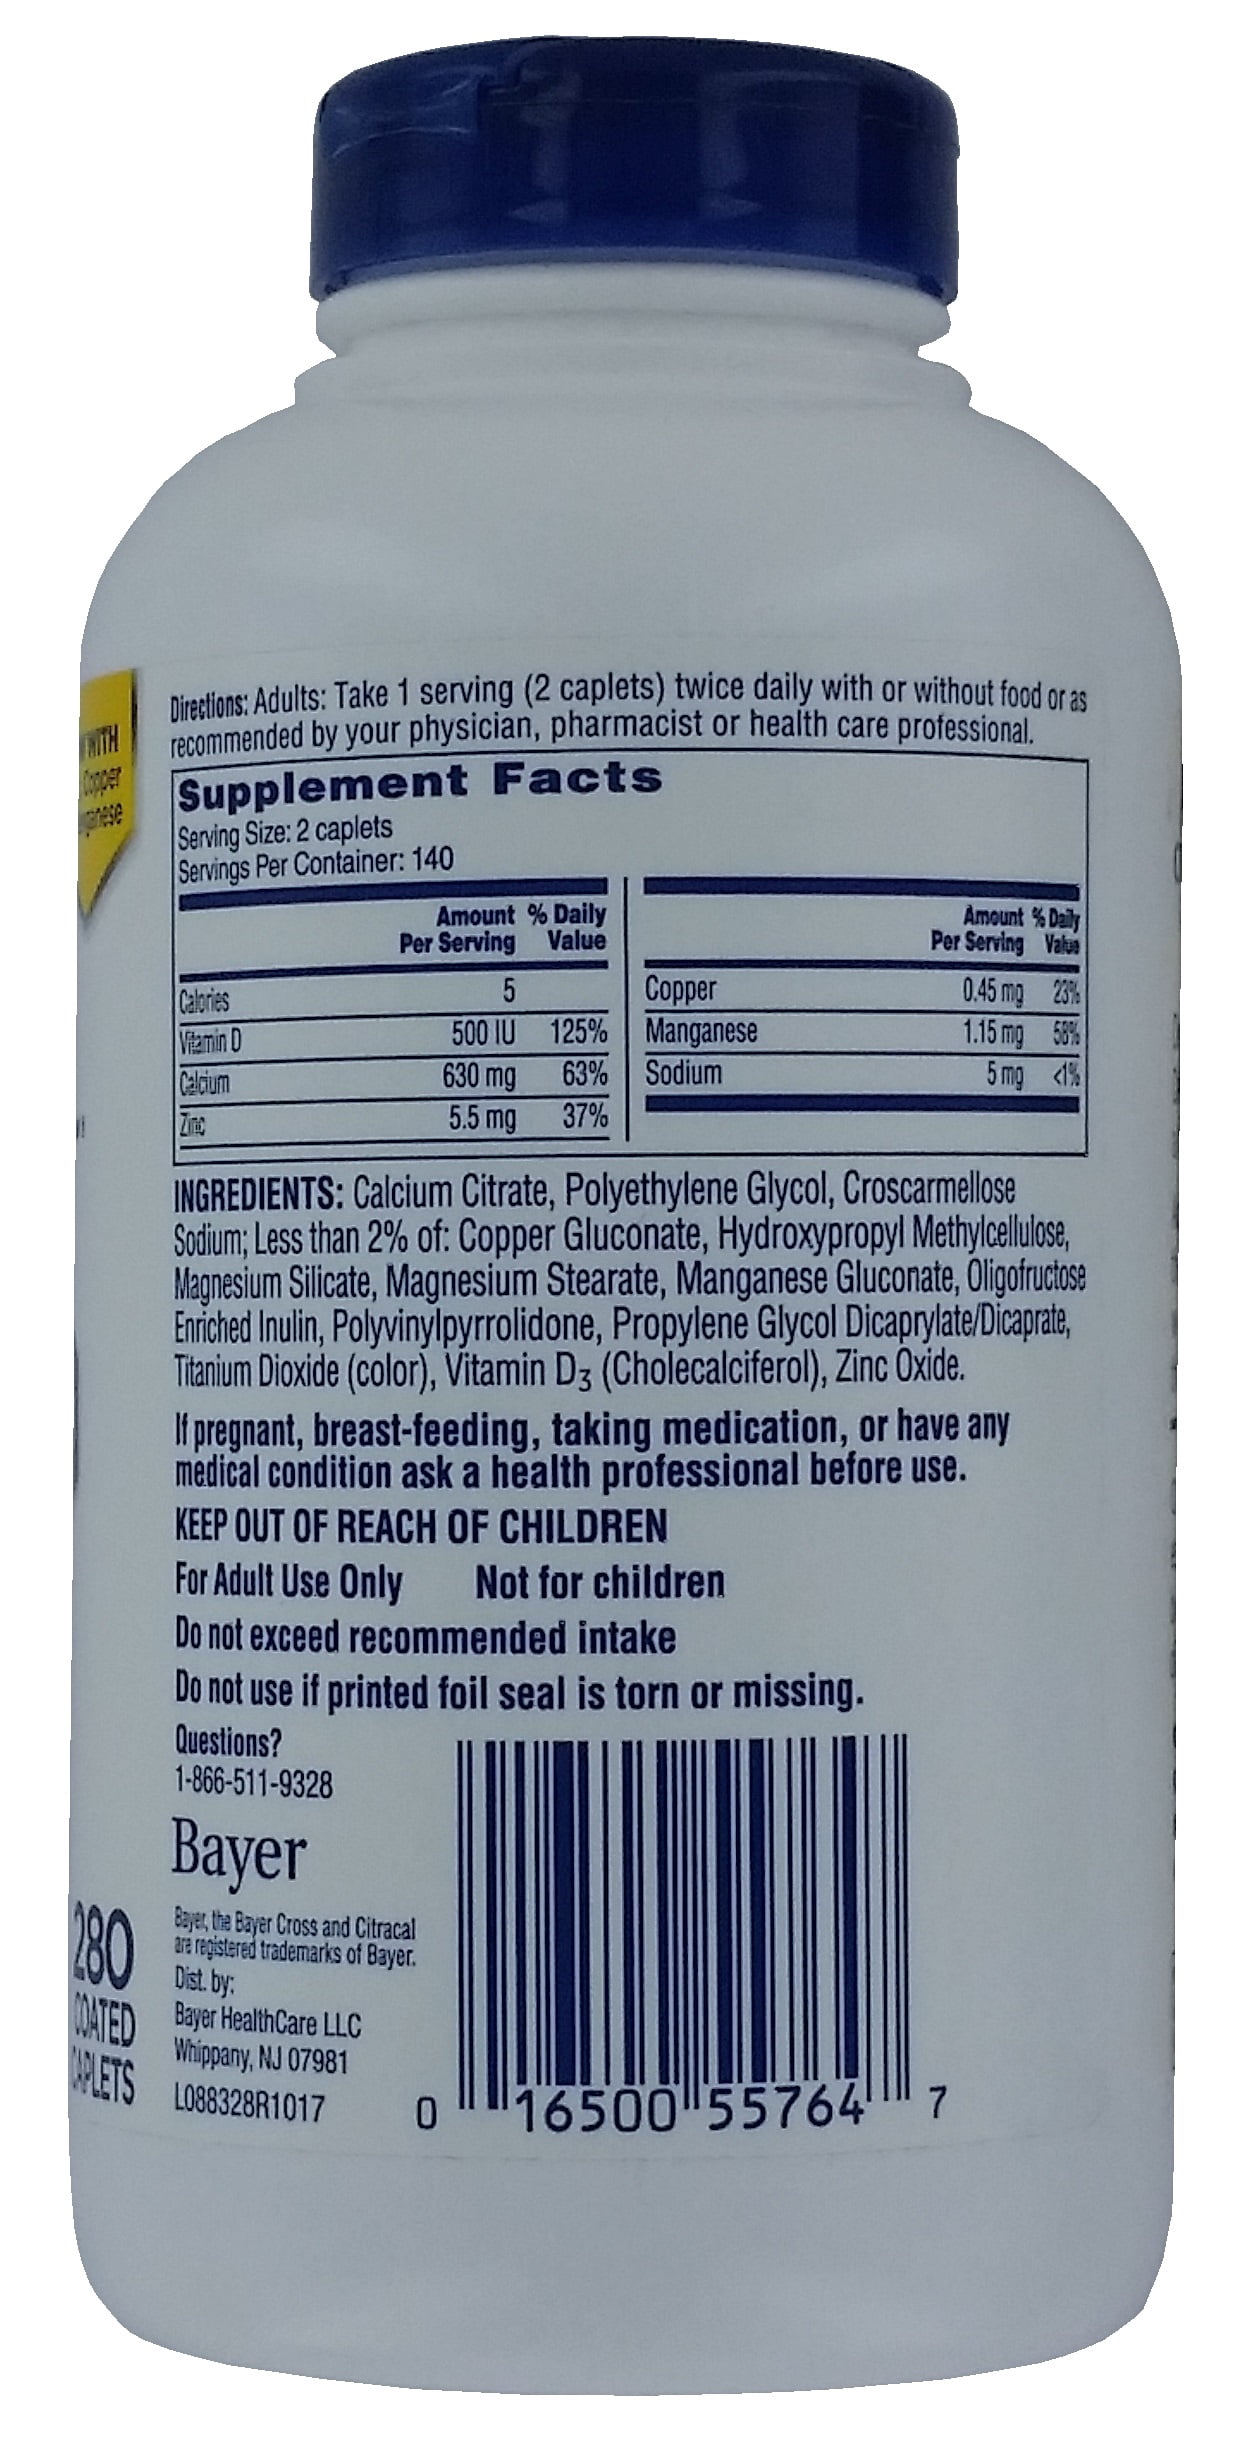 WITH
Copper
Directions: Adults: Take 1 serving (2 caplets) twice daily with or without food or as
recommended by your physician, pharmacist or health care professional.
Supplement Facts
Serving Size: 2 caplets
Servings Per Container: 140
Amount % Daily
Per Serving Value
Calories 5
Vitamin D 500 IU 125%
Calcium 630 mg 63%
Zinc 5.5 mg 37%
Amount % Daily
Per Serving Value
Copper 0.45 mg 23%
Manganese 1.15 mg 58%
Sodium 5 mg <1%
INGREDIENTS: Calcium Citrate, Polyethylene Glycol, Croscarmellose
Sodium; Less than 2% of: Copper Gluconate, Hydroxypropyl Methylcellulose,
Magnesium Silicate, Magnesium Stearate, Manganese Gluconate, Oligofructose
Enriched Inulin, Polyvinylpyrrolidone, Propylene Glycol Dicaprylate/Dicaprate,
Titanium Dioxide (color), Vitamin D3 (Cholecalciferol), Zinc Oxide.
If pregnant, breast-feeding, taking medication, or have any
medical condition ask a health professional before use.
KEEP OUT OF REACH OF CHILDREN
For Adult Use Only Not for children
Do not exceed recommended intake
Do not use if printed foil seal is torn or missing.
Questions?
1-866-511-9328
Bayer
Bayer, the Bayer Cross and Citracal
are registered trademarks of Bayer.
Dist. by:
Bayer HealthCare LLC
Whippany, NJ 07981
L088328R1017
0 16500 55764 7
280
COATED
CAPLETS